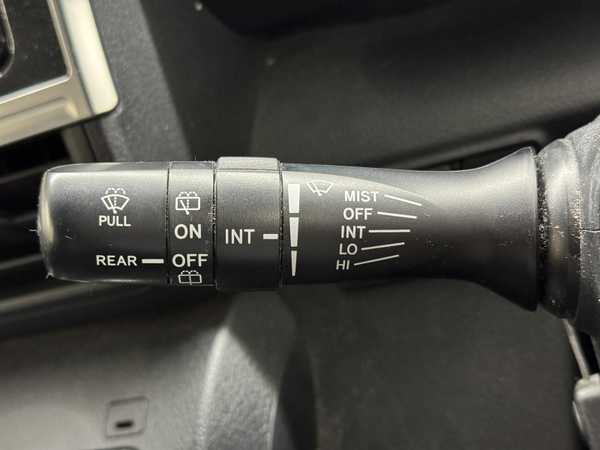 PULL
REAR
ON
OFF
INT
MIST
OFF
INT
LO
HI